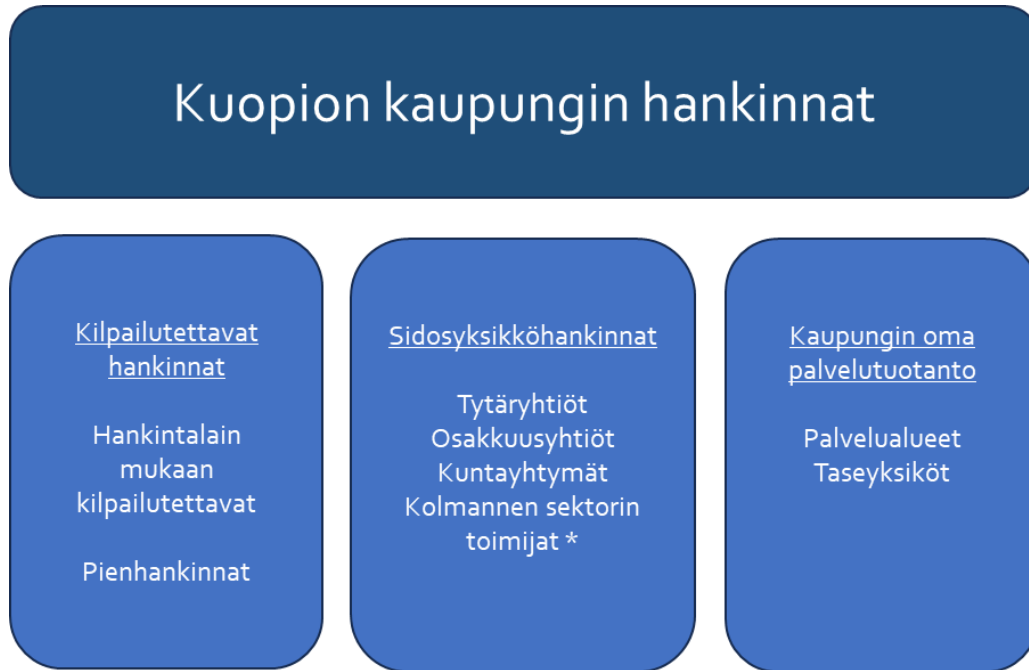 Kuopion kaupungin hankinnat
Kilpailutettavat
hankinnat
Hankintalain
mukaan
kilpailutettavat
Pienhankinnat
Sidosyksikköhankinnat
Tytäryhtiöt
Osakkuusyhtiöt
Kuntayhtymät
Kolmannen sektorin
toimijat *
Kaupungin oma
palvelutuotanto
Palvelualueet
Taseyksiköt